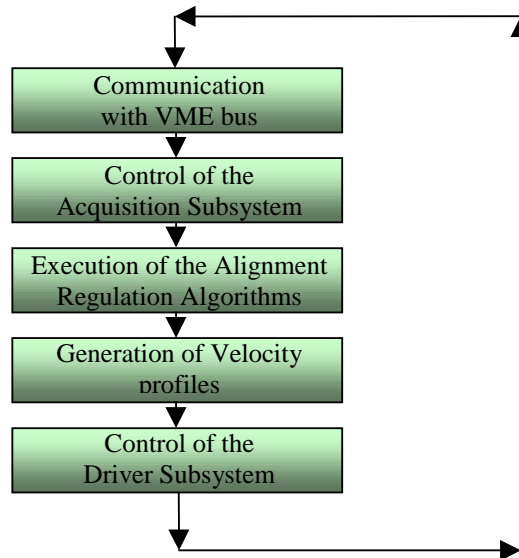 Communication
with VME bus
Control of the
Acquisition Subsystem
Execution of the Alignment
Regulation Algorithms
Generation of Velocity
profiles
Control of the
Driver Subsystem